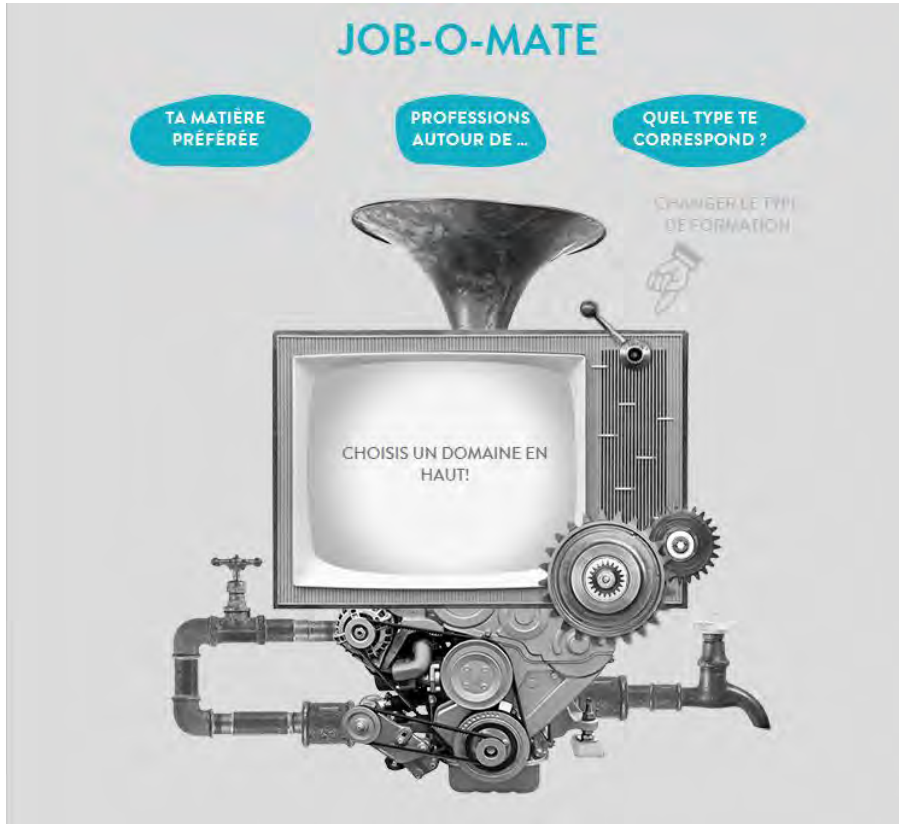 JOB-O-MATE
TA MATIÈRE
PRÉFÉRÉE
PROFESSIONS
AUTOUR DE ...
QUEL TYPE TE
CORRESPOND ?
CHANGER LE TYPE
DE FORMATION
CHOISIS UN DOMAINE EN
HAUT!